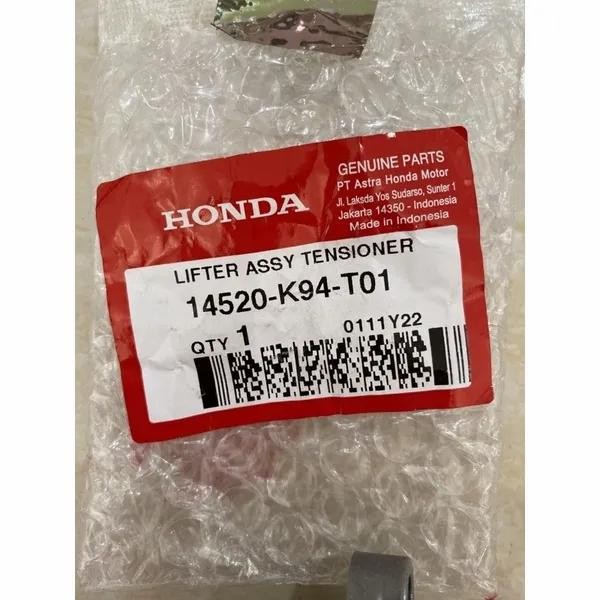 HONDA
GENUINE PARTS
PT Astra Honda Motor
Jl. Laksda Yos Sudarso, Sunter 1
Jakarta 14350 - Indonesia
Made in Indonesia
LIFTER ASSY TENSIONER
14520-K94-T01
QTY 1 0111Y22